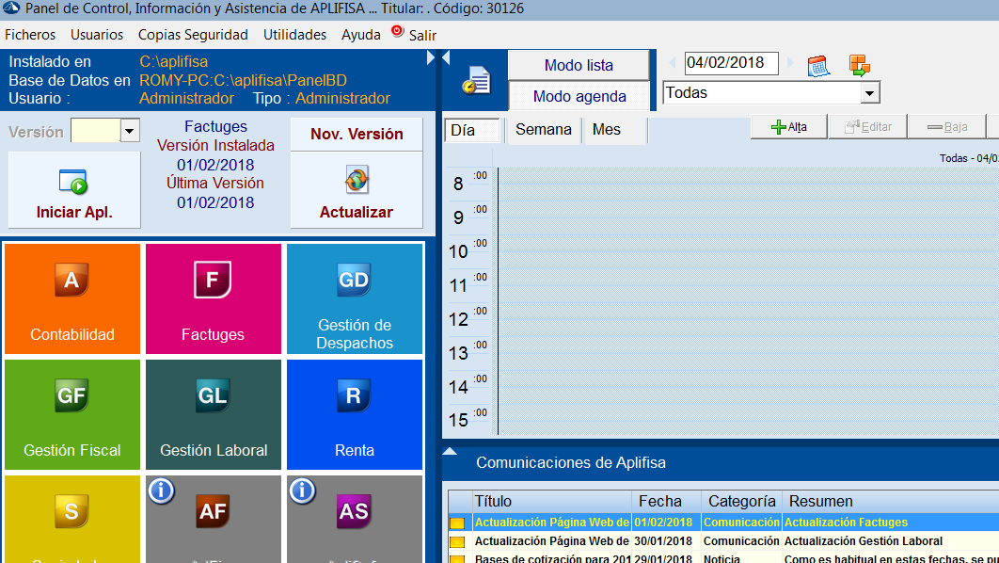 Panel de Control, Información y Asistencia de APLIFISA ... Titular: . Código: 30126
Ficheros Usuarios Copias Seguridad Utilidades Ayuda Salir
Instalado en C:\aplifisa
Base de Datos en ROMY-PC:C:\aplifisa\PanelBD
Usuario : Administrador Tipo : Administrador
Versión
Factuges
Versión Instalada
01/02/2018
Última Versión
01/02/2018
Nov. Versión
Iniciar Apl.
Actualizar
A
Contabilidad
F
Factuges
GD
Gestión de
Despachos
GF
Gestión Fiscal
GL
Gestión Laboral
R
Renta
S
AF
AS
Modo lista
Modo agenda
04/02/2018
Todas
Día Semana Mes
Alta Editar Baja
Todas - 04/0
8 :00
9 :00
10 :00
11 :00
12 :00
13 :00
14 :00
15 :00
Comunicaciones de Aplifisa
Título Fecha Categoría Resumen
Actualización Página Web de 01/02/2018 Comunicación Actualización Factuges
Actualización Página Web de 30/01/2018 Comunicación Actualización Gestión Laboral
Bases de cotización para 201 29/01/2018 Noticia Como es habitual en estas fechas, se pu